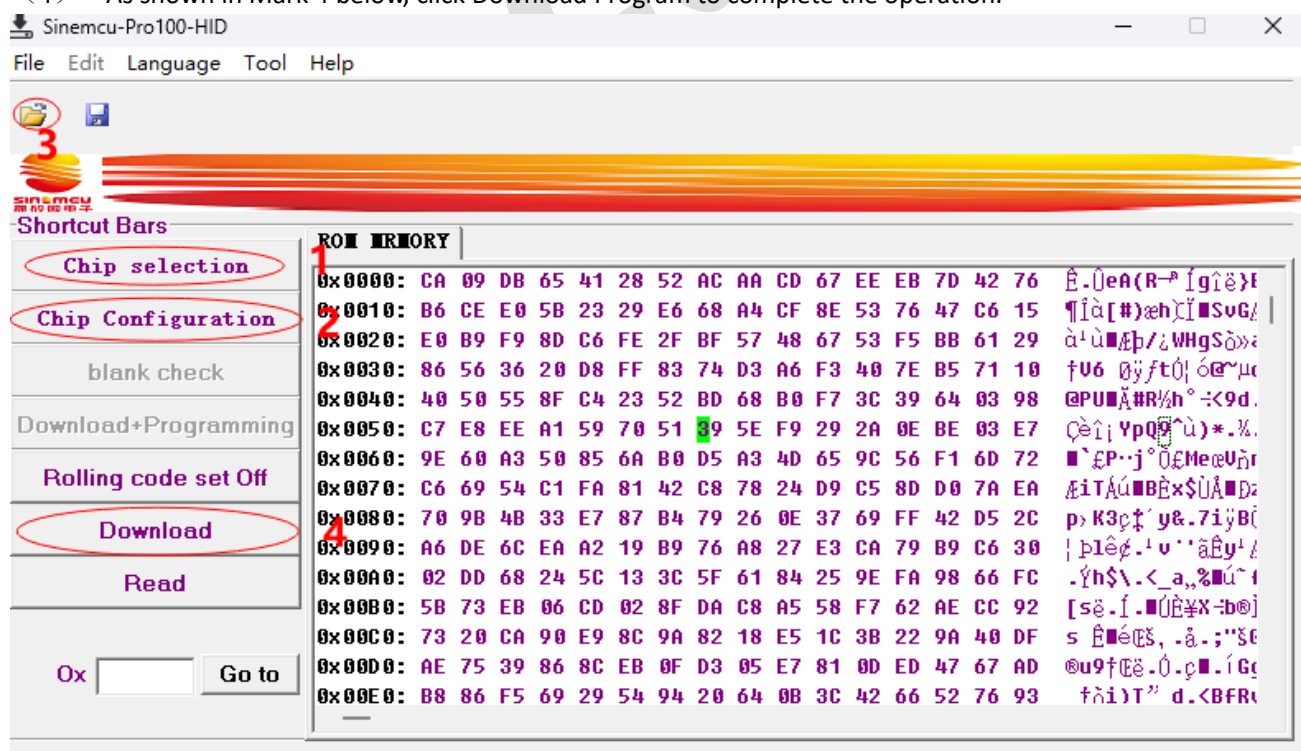 As shown in Mark 4 below, click Download Program to complete the operation.
Sinemcu-Pro100-HID
File Edit Language Tool Help
3
sinemcu
Shortcut Bars
Chip selection
1
Chip Configuration
2
blank check
Download+Programming
Rolling code set Off
Download
4
Read
0x
Go to
0x0000: CA 09 DB 65 41 28 52 AC AA CD 67 EE EB 7D 42 76
0x0010: B6 CE E0 5B 23 29 E6 68 A4 CF 8E 53 76 47 C6 15
0x0020: E0 B9 F9 8D C6 FE 2F BF 57 48 67 53 F5 BB 61 29
0x0030: 86 56 36 20 D8 FF 83 74 D3 A6 F3 40 7E B5 71 10
0x0040: 40 50 55 8F C4 23 52 BD 68 B0 F7 3C 39 64 03 98
0x0050: C7 E8 EE A1 59 70 51 39 5E F9 29 2A 0E BE 03 E7
0x0060: 9E 60 A3 50 85 6A B0 D5 A3 4D 65 9C 56 F1 6D 72
0x0070: C6 69 54 C1 FA 81 42 C8 78 24 D9 C5 8D D0 7A EA
0x0080: 70 9B 4B 33 E7 87 B4 79 26 0E 37 69 FF 42 D5 2C
0x0090: A6 DE 6C EA A2 19 B9 76 A8 27 E3 CA 79 B9 C6 30
0x00A0: 02 DD 68 24 5C 13 3C 5F 61 84 25 9E FA 98 66 FC
0x00B0: 5B 73 EB 06 CD 02 8F DA C8 A5 58 F7 62 AE CC 92
0x00C0: 73 20 CA 90 E9 8C 9A 82 18 E5 1C 3B 22 9A 40 DF
0x00D0: AE 75 39 86 8C EB 0F D3 05 E7 81 0D ED 47 67 AD
0x00E0: B8 86 F5 69 29 54 94 20 64 0B 3C 42 66 52 76 93